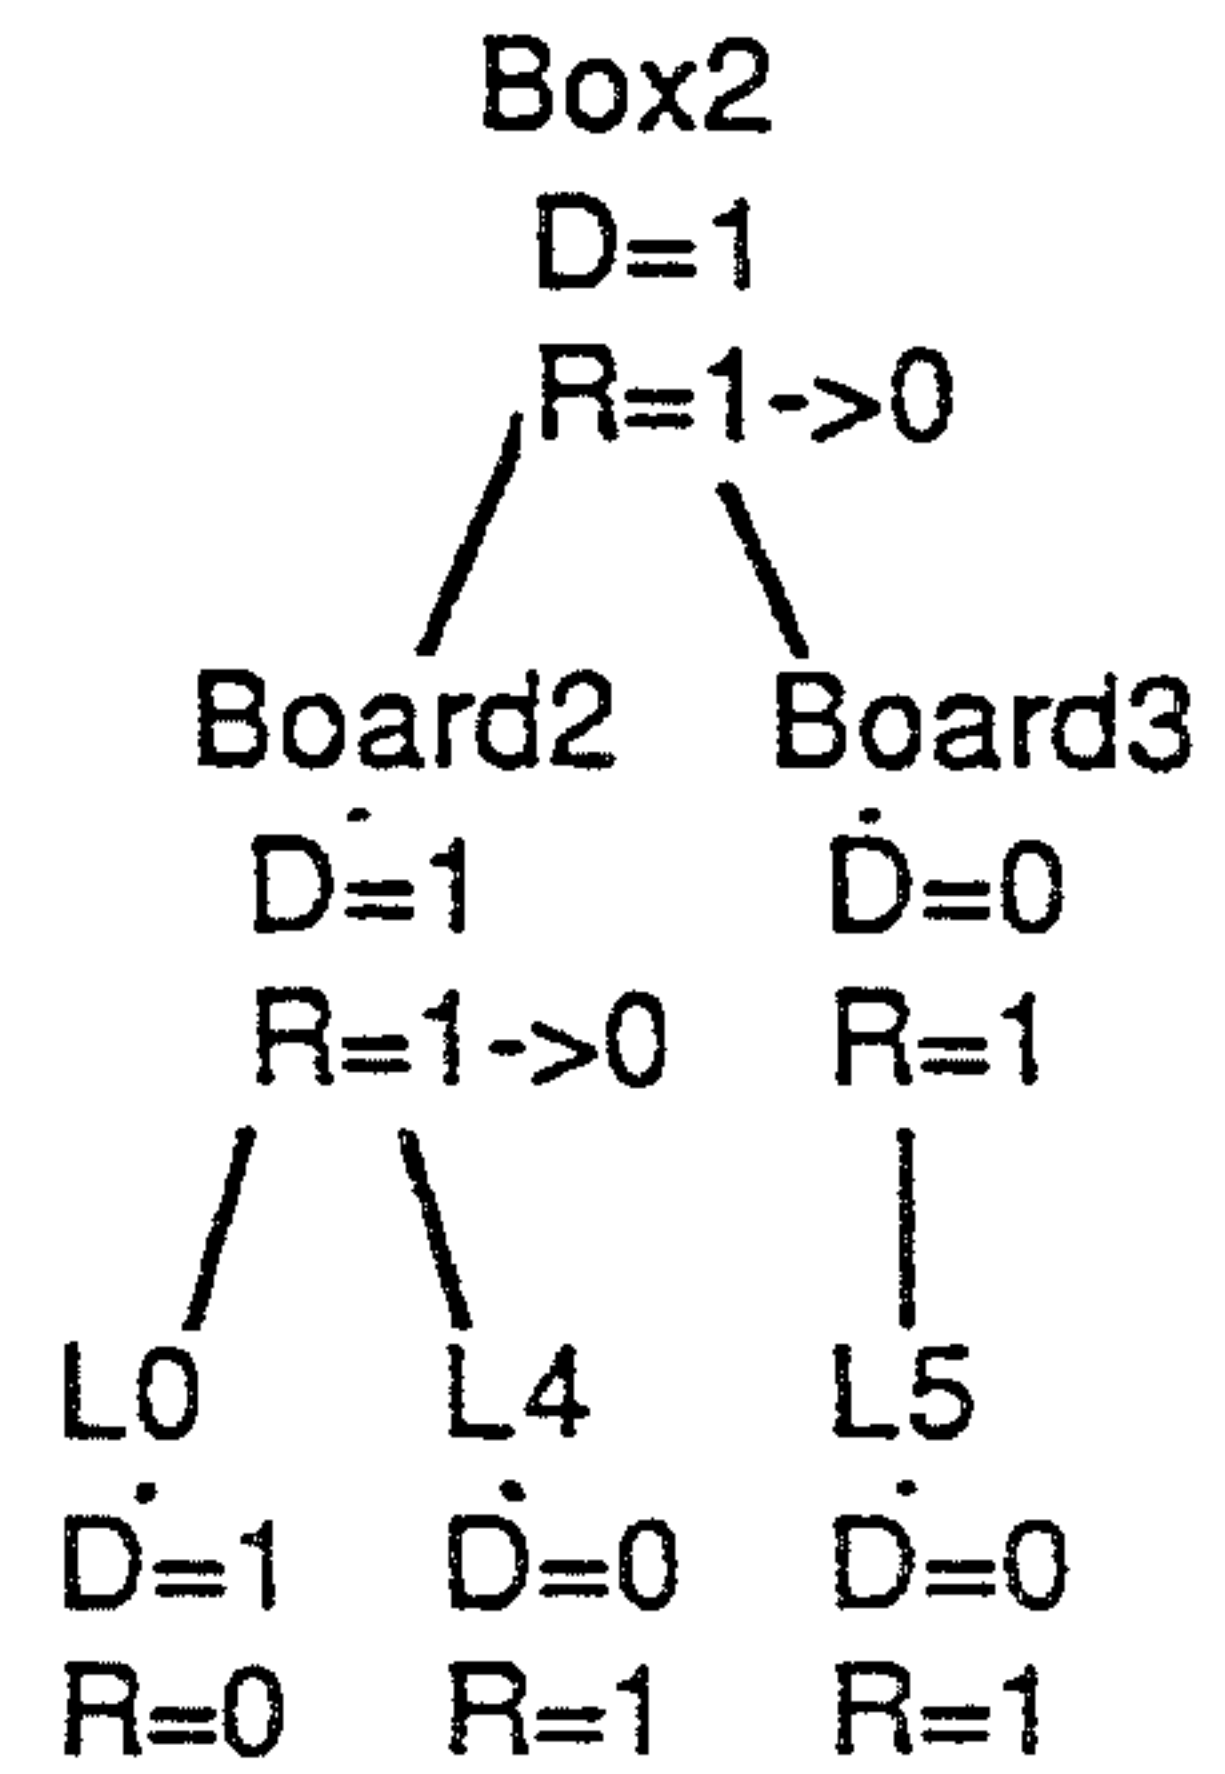 Box2
D=1
R=1->0
Board2 Board3
D=1 D=0
R=1->0 R=1
L0 L4 L5
D=1 D=0 D=0
R=0 R=1 R=1